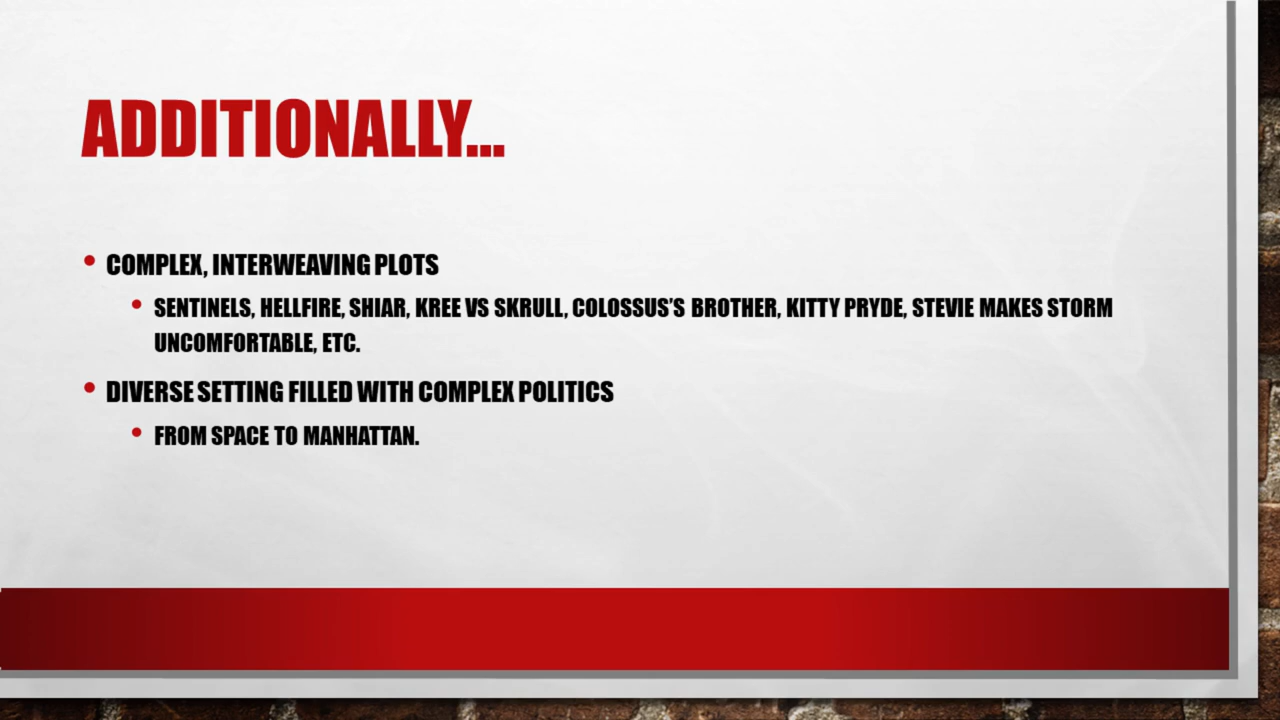 ADDITIONALLY...
• COMPLEX, INTERWEAVING PLOTS
• SENTINELS, HELLFIRE, SHIAR, KREE VS SKRULL, COLOSSUS'S BROTHER, KITTY PRYDE, STEVIE MAKES STORM
UNCOMFORTABLE, ETC.
• DIVERSE SETTING FILLED WITH COMPLEX POLITICS
• FROM SPACE TO MANHATTAN.